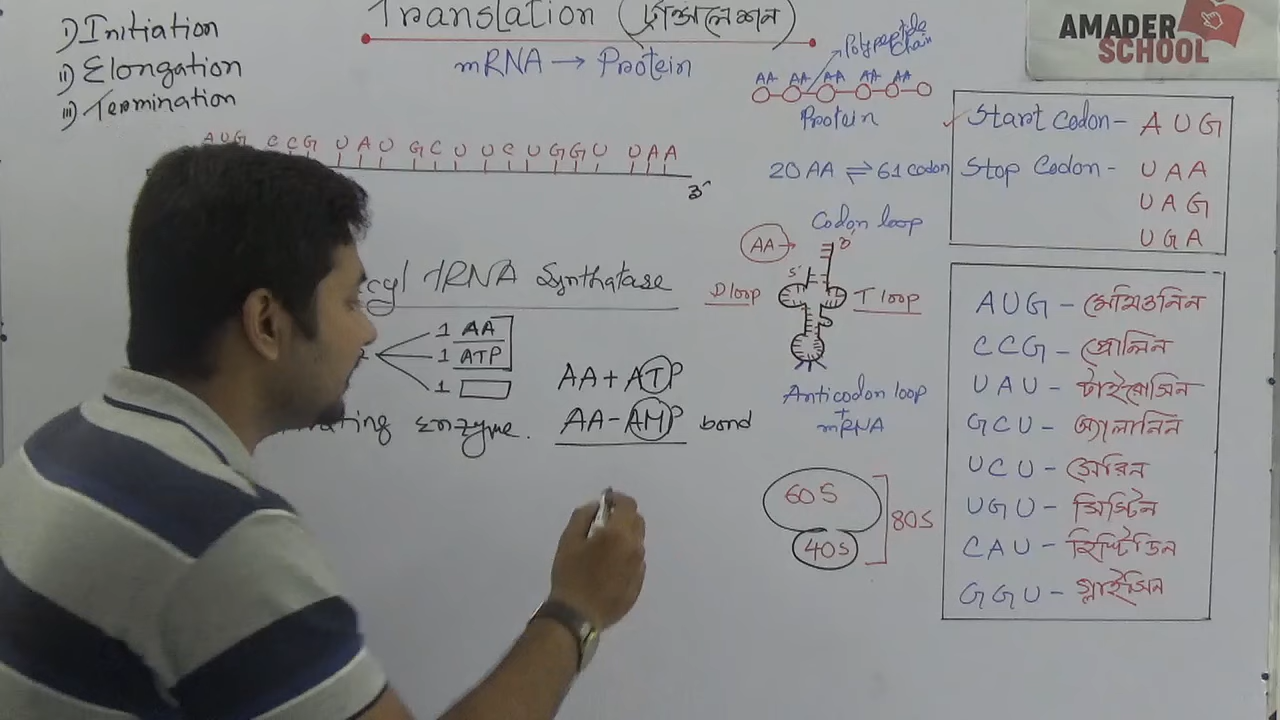 Translation (ট্রান্সলেশন)
i) Initiation
ii) Elongation
iii) Termination
mRNA → Protein
Polypeptide
Chain
AA AA AA AA AA
Protein
AMADER
SCHOOL
AUG CCG UAU GCU UCU GGU UAA
3'
20 AA ⇌ 61 codon
Start Codon - AUG
Stop Codon - UAA
UAG
UGA
Codon loop
AA →
5'
D loop
T loop
Anticodon loop
+
mRNA
tRNA Synthatase
1 AA
1 ATP
1
AA + ATP
AA - AMP bond
Enzyme.
60S
40S
80S
AUG - মেথিওনিন
CCG - প্রোলিন
UAU - টাইরোসিন
GCU - অ্যালানিন
UCU - সেরিন
UGU - সিস্টিন
CAU - হিস্টিডিন
GGU - গ্লাইসিন